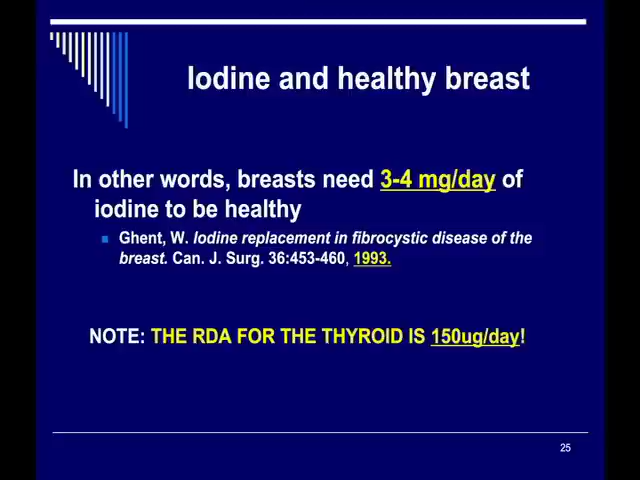 Iodine and healthy breast
In other words, breasts need 3-4 mg/day of
iodine to be healthy
Ghent, W. Iodine replacement in fibrocystic disease of the
breast. Can. J. Surg. 36:453-460, 1993.
NOTE: THE RDA FOR THE THYROID IS 150ug/day!
25